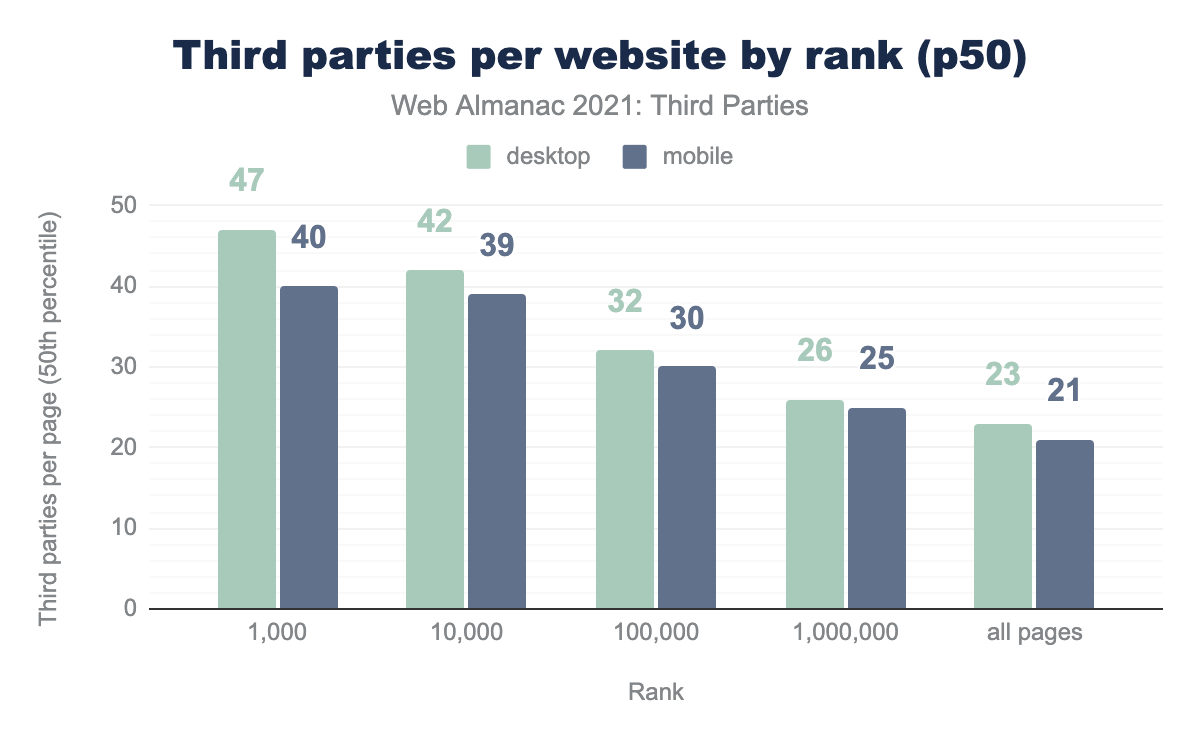 Third parties per website by rank (p50)
Web Almanac 2021: Third Parties
desktop mobile
Third parties per page (50th percentile)
50
40
30
20
10
0
47
40
42
39
32
30
26
25
23
21
1,000 10,000 100,000 1,000,000 all pages
Rank